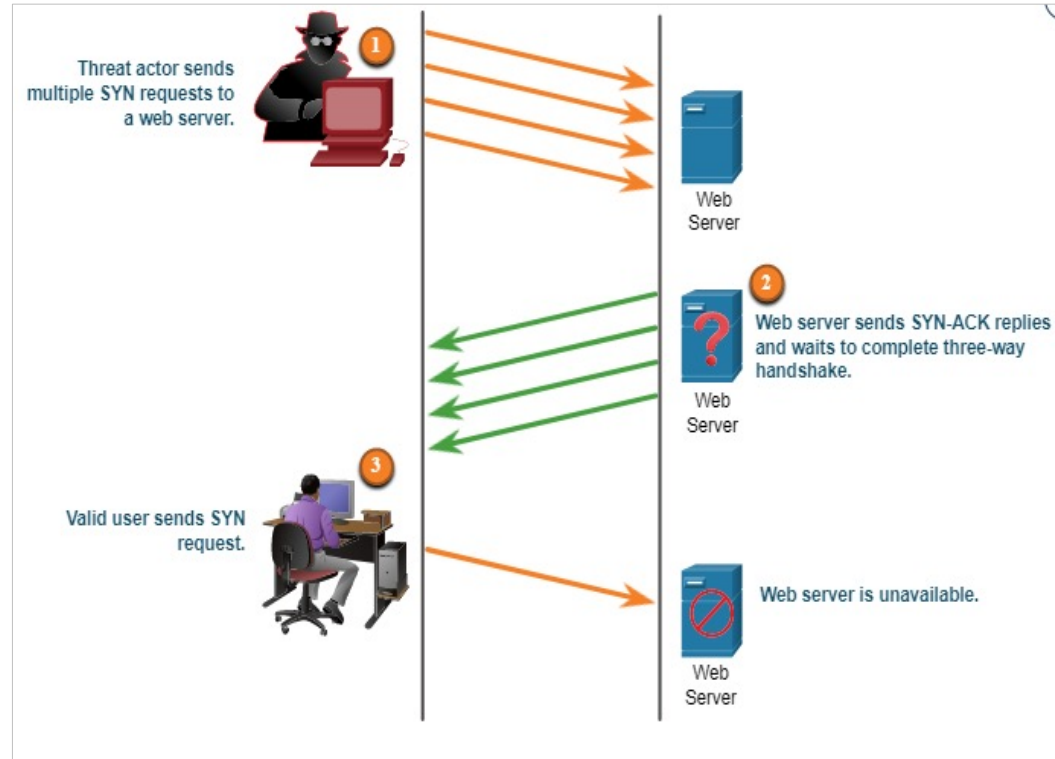 1
Threat actor sends
multiple SYN requests to
a web server.
Web
Server
2
Web server sends SYN-ACK replies
and waits to complete three-way
handshake.
Web
Server
3
Valid user sends SYN
request.
Web server is unavailable.
Web
Server